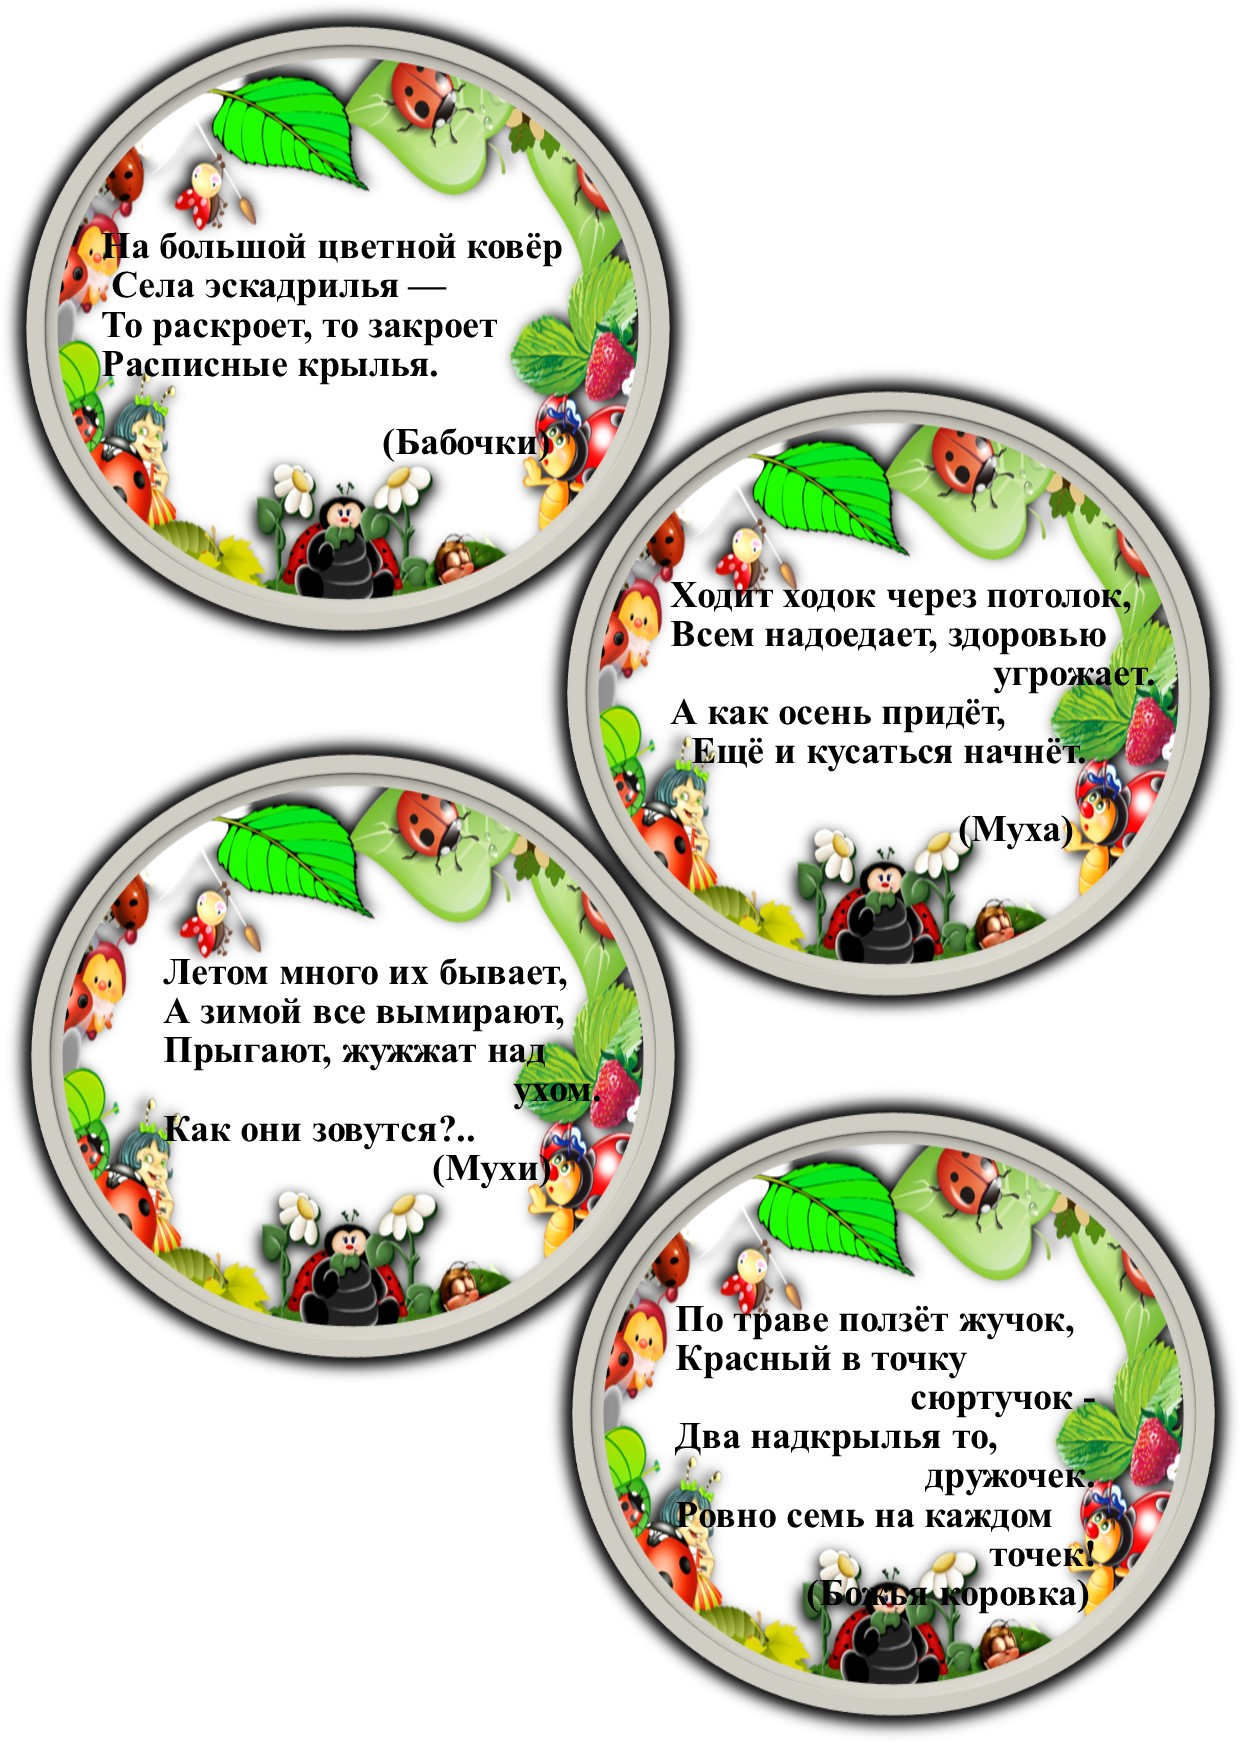 На большой цветной ковёр
Села эскадрилья —
То раскроет, то закроет
Расписные крылья.
(Бабочки)
Ходит ходок через потолок,
Всем надоедает, здоровью
угрожает.
А как осень придёт,
Ещё и кусаться начнёт.
(Муха)
Летом много их бывает,
А зимой все вымирают,
Прыгают, жужжат над
ухом.
Как они зовутся?..
(Мухи)
По траве ползёт жучок,
Красный в точку
сюртучок -
Два надкрылья то,
дружочек.
Ровно семь на каждом
точек!
(Божья коровка)